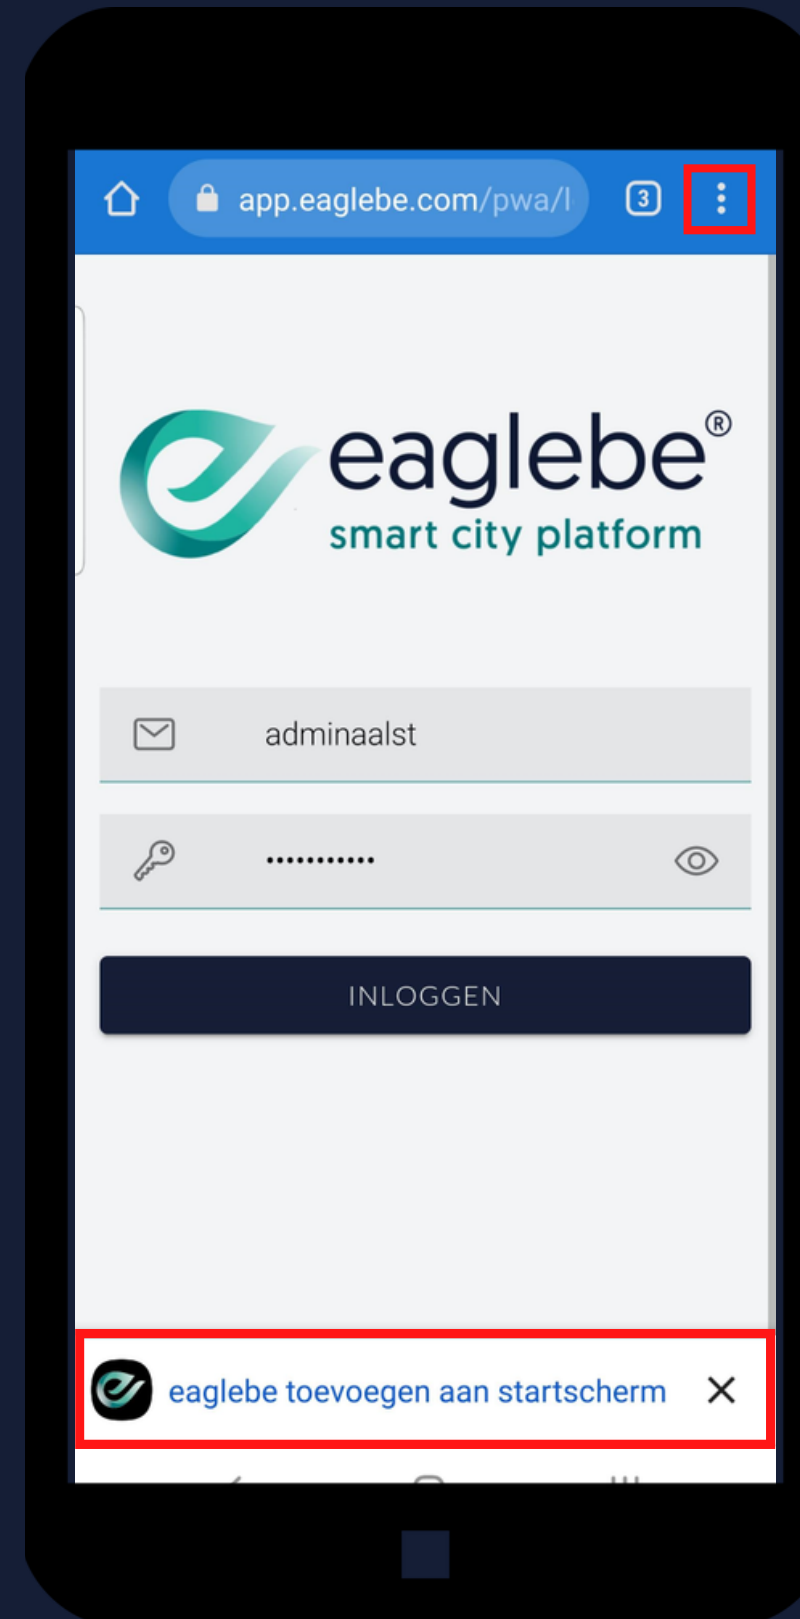 app.eaglebe.com/pwa/l
3
eaglebe®
smart city platform
adminaalst
•••••••••••
INLOGGEN
eaglebe toevoegen aan startscherm